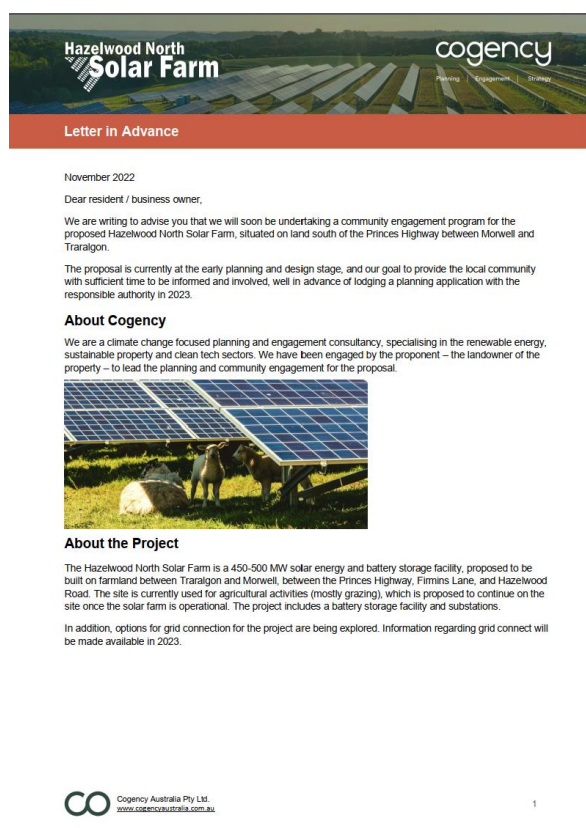 Hazelwood North
Solar Farm
cogency
Planning | Engagement | Strategy
Letter in Advance
November 2022
Dear resident / business owner,
We are writing to advise you that we will soon be undertaking a community engagement program for the
proposed Hazelwood North Solar Farm, situated on land south of the Princes Highway between Morwell and
Traralgon.
The proposal is currently at the early planning and design stage, and our goal to provide the local community
with sufficient time to be informed and involved, well in advance of lodging a planning application with the
responsible authority in 2023.
About Cogency
We are a climate change focused planning and engagement consultancy, specialising in the renewable energy,
sustainable property and clean tech sectors. We have been engaged by the proponent – the landowner of the
property – to lead the planning and community engagement for the proposal.
About the Project
The Hazelwood North Solar Farm is a 450-500 MW solar energy and battery storage facility, proposed to be
built on farmland between Traralgon and Morwell, between the Princes Highway, Firmins Lane, and Hazelwood
Road. The site is currently used for agricultural activities (mostly grazing), which is proposed to continue on the
site once the solar farm is operational. The project includes a battery storage facility and substations.
In addition, options for grid connection for the project are being explored. Information regarding grid connect will
be made available in 2023.
CO
Cogency Australia Pty Ltd.
www.cogencyaustralia.com.au
1